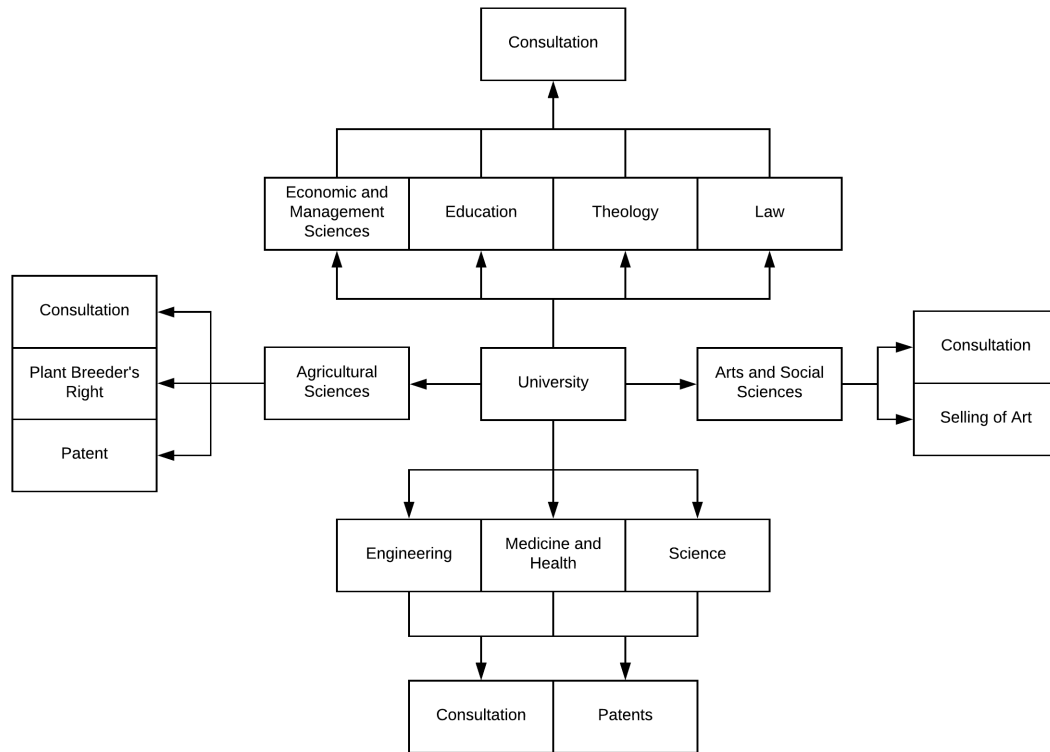 Consultation
Economic and
Management
Sciences
Education
Theology
Law
Consultation
Plant Breeder's
Right
Patent
Agricultural
Sciences
University
Arts and Social
Sciences
Consultation
Selling of Art
Engineering
Medicine and
Health
Science
Consultation
Patents